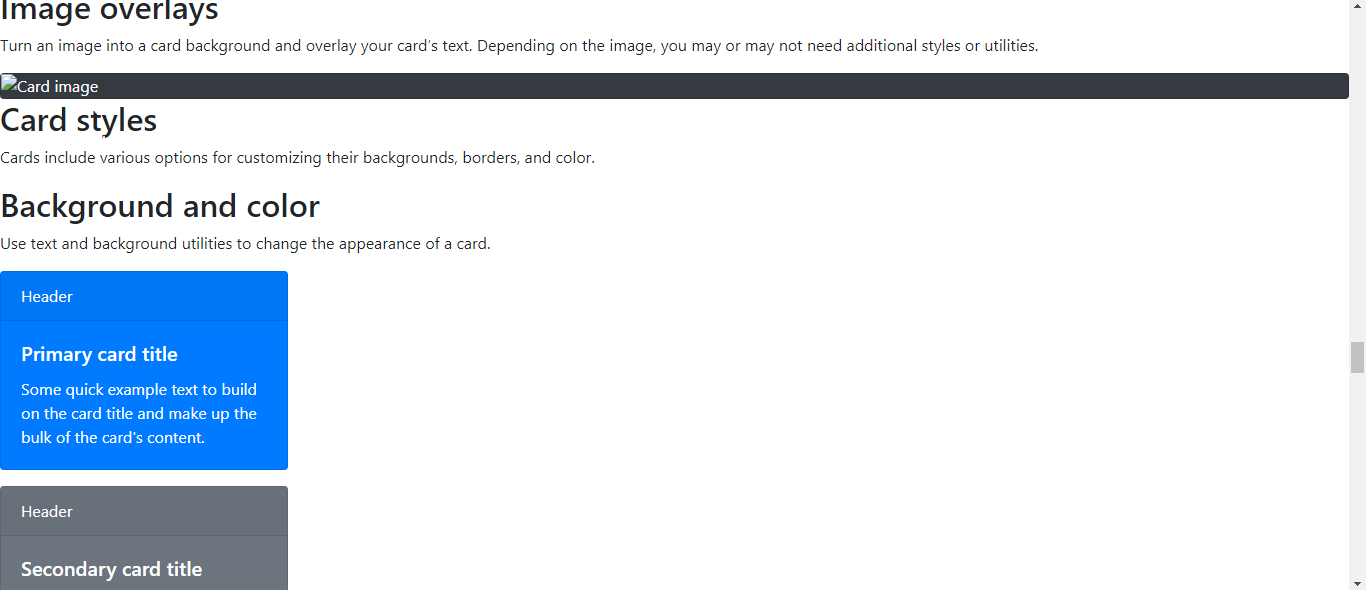 Image overlays
Turn an image into a card background and overlay your card’s text. Depending on the image, you may or may not need additional styles or utilities.
Card image
Card styles
Cards include various options for customizing their backgrounds, borders, and color.
Background and color
Use text and background utilities to change the appearance of a card.
Header
Primary card title
Some quick example text to build
on the card title and make up the
bulk of the card's content.
Header
Secondary card title